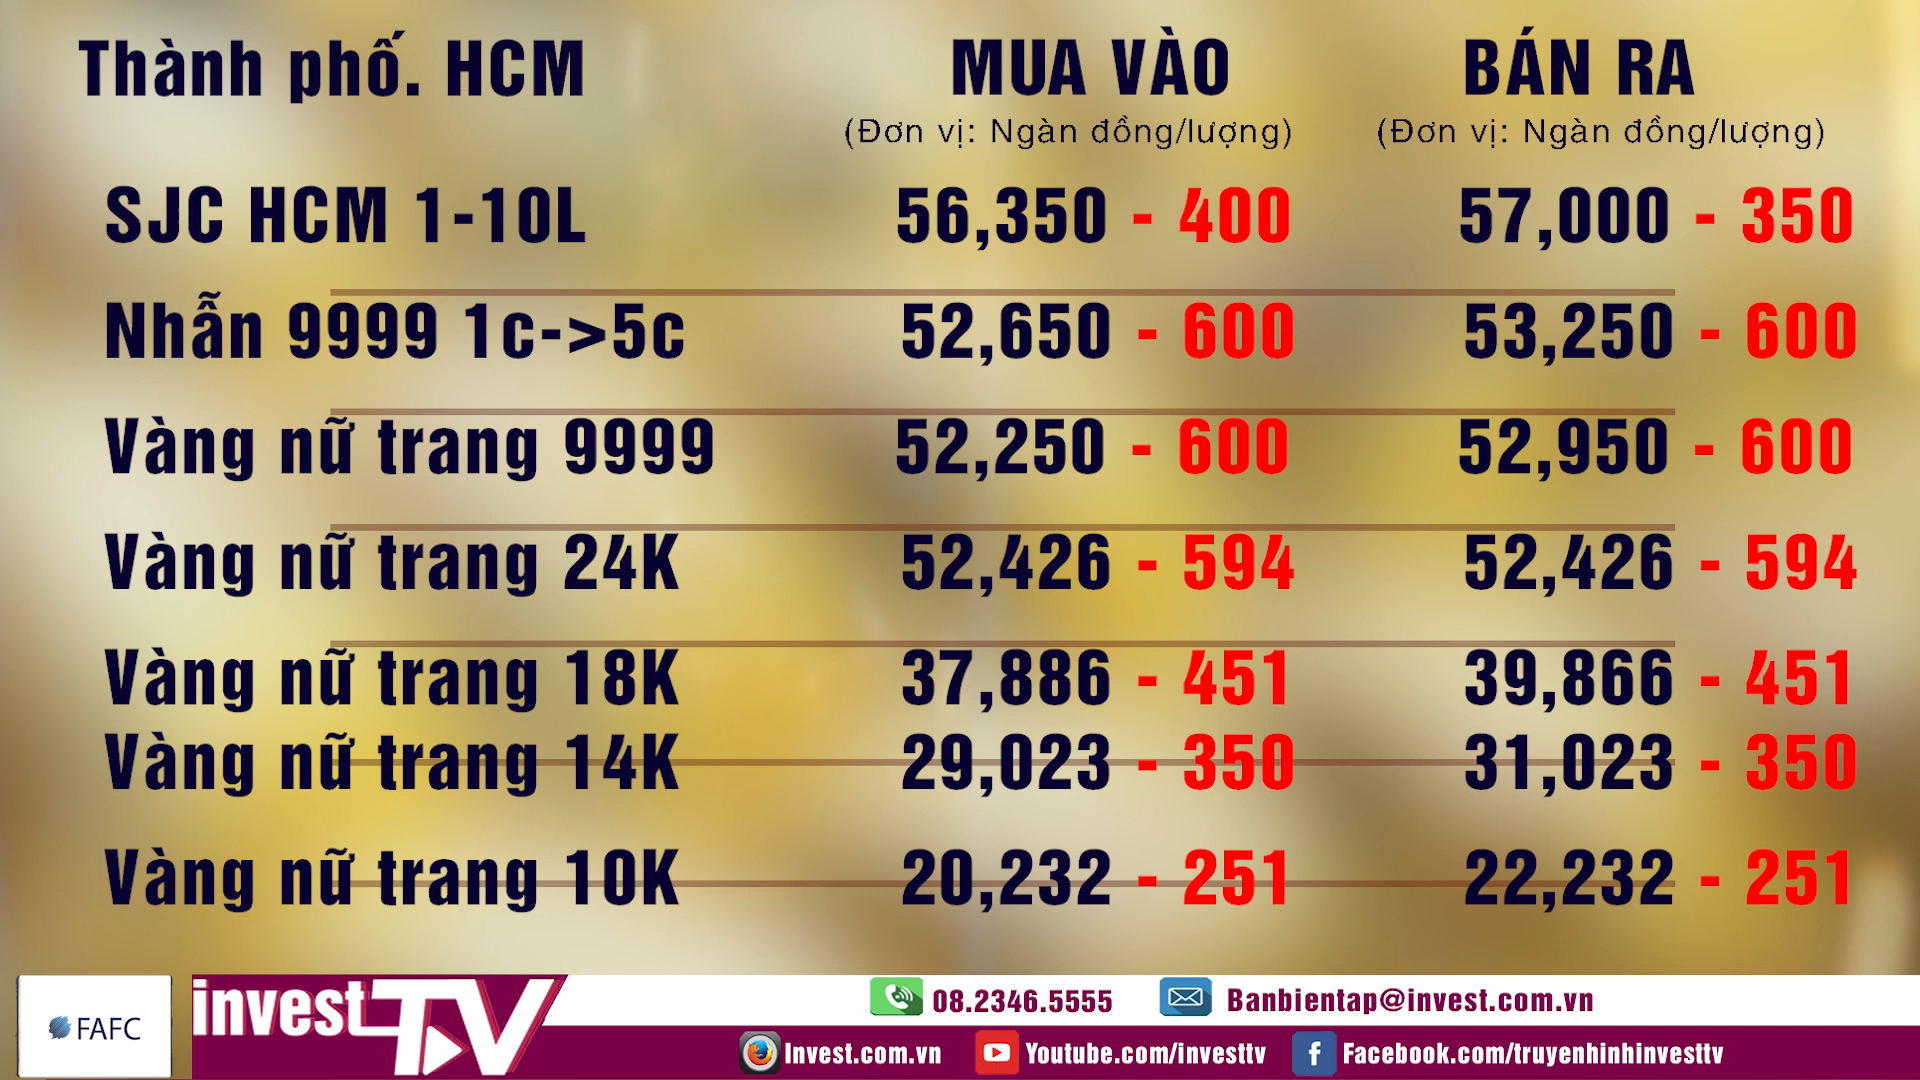 Thành phố. HCM MUA VÀO BÁN RA
(Đơn vị: Ngàn đồng/lượng) (Đơn vị: Ngàn đồng/lượng)
SJC HCM 1-10L 56,350 - 400 57,000 - 350
Nhẫn 9999 1c->5c 52,650 - 600 53,250 - 600
Vàng nữ trang 9999 52,250 - 600 52,950 - 600
Vàng nữ trang 24K 52,426 - 594 52,426 - 594
Vàng nữ trang 18K 37,886 - 451 39,866 - 451
Vàng nữ trang 14K 29,023 - 350 31,023 - 350
Vàng nữ trang 10K 20,232 - 251 22,232 - 251
FAFC
investTV
08.2346.5555 Banbientap@invest.com.vn
Invest.com.vn Youtube.com/investtv Facebook.com/truyenhinhinvesttv